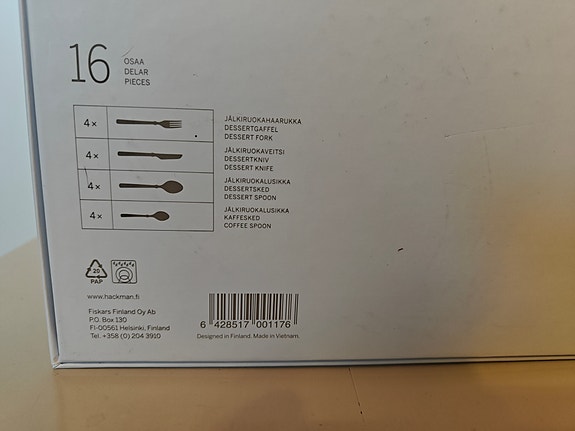 16 OSAA
DELAR
PIECES
4× JÄLKIRUOKAHAARUKKA
DESSERTGAFFEL
DESSERT FORK
4× JÄLKIRUOKAVEITSI
DESSERTKNIV
DESSERT KNIFE
4× JÄLKIRUOKALUSIKKA
DESSERTSKED
DESSERT SPOON
4× JÄLKIRUOKALUSIKKA
KAFFESKED
COFFEE SPOON
20
PAP
www.hackman.fi
Fiskars Finland Oy Ab
P.O. Box 130
FI-00561 Helsinki, Finland
Tel. +358 (0) 204 3910
6 428517 001176
Designed in Finland. Made in Vietnam.